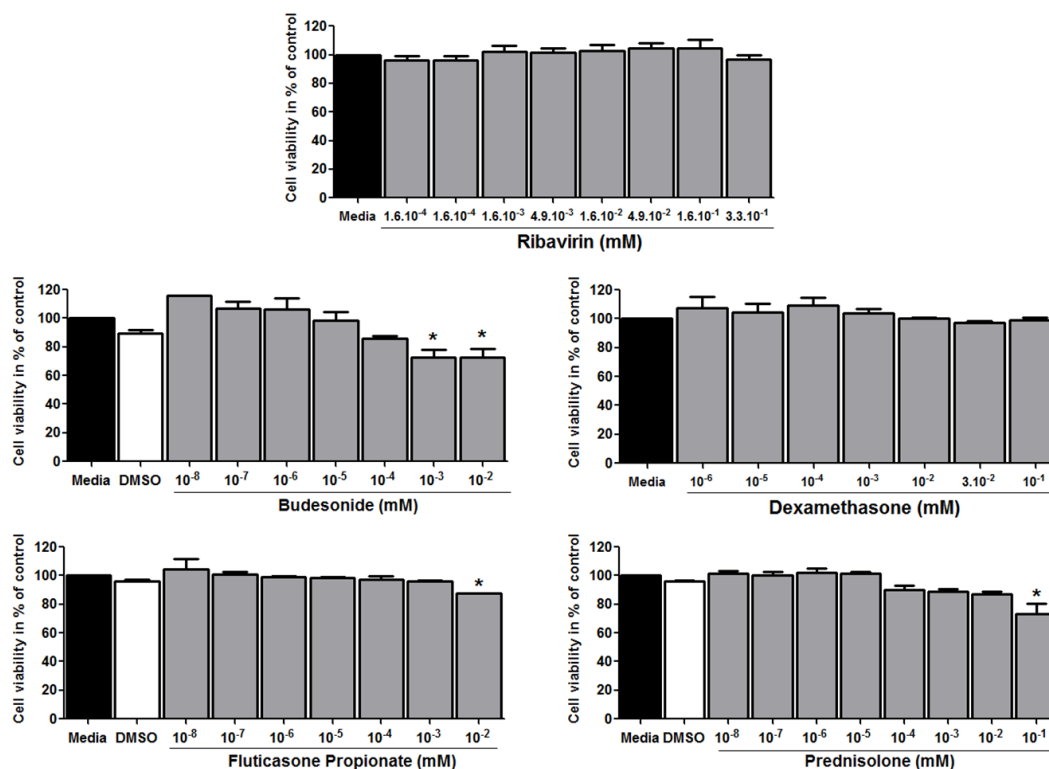 Cell viability in % of control
120
100
80
60
40
20
0
Media 1.6.10-4 1.6.10-4 1.6.10-3 4.9.10-3 1.6.10-2 4.9.10-2 1.6.10-1 3.3.10-1
Ribavirin (mM)
Cell viability in % of control
120
100
80
60
40
20
0
* *
Media DMSO 10-8 10-7 10-6 10-5 10-4 10-3 10-2
Budesonide (mM)
Cell viability in % of control
120
100
80
60
40
20
0
Media 10-6 10-5 10-4 10-3 10-2 3.10-2 10-1
Dexamethasone (mM)
Cell viability in % of control
120
100
80
60
40
20
0
*
Media DMSO 10-8 10-7 10-6 10-5 10-4 10-3 10-2
Fluticasone Propionate (mM)
Cell viability in % of control
120
100
80
60
40
20
0
*
Media DMSO 10-8 10-7 10-6 10-5 10-4 10-3 10-2 10-1
Prednisolone (mM)